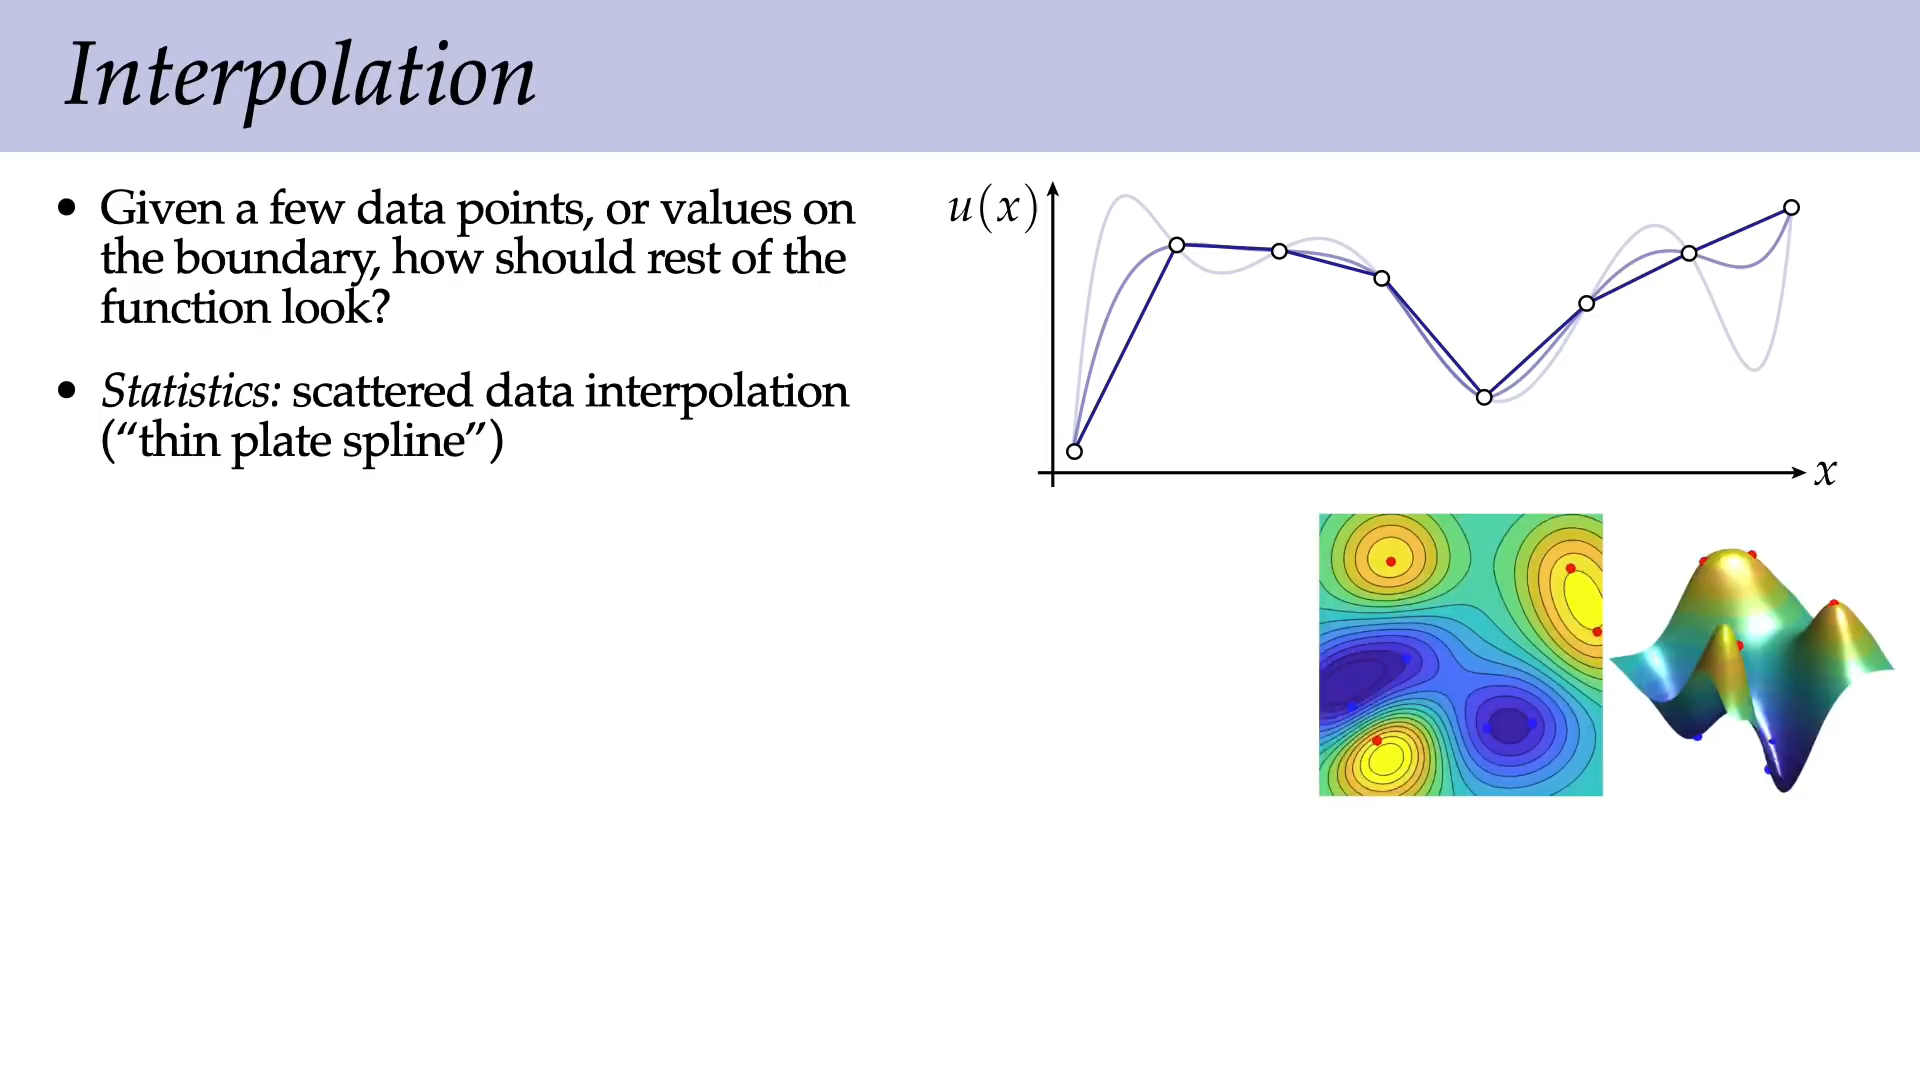 Interpolation
• Given a few data points, or values on
the boundary, how should rest of the
function look?
• Statistics: scattered data interpolation
(“thin plate spline”)
u(x)
x